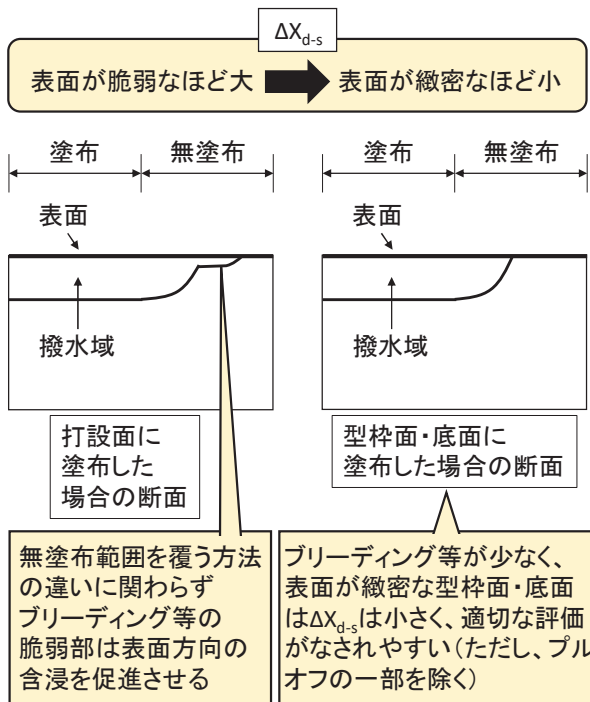 ΔX_d-s
表面が脆弱なほど大 表面が緻密なほど小
塗布 無塗布 塗布 無塗布
表面 表面
撥水域 撥水域
打設面に
塗布した
場合の断面
型枠面・底面に
塗布した場合の断面
無塗布範囲を覆う方法
の違いに関わらず
ブリーディング等の
脆弱部は表面方向の
含浸を促進させる
ブリーディング等が少なく、
表面が緻密な型枠面・底面
はΔX_d-sは小さく、適切な評価
がなされやすい（ただし、プル
オフの一部を除く）